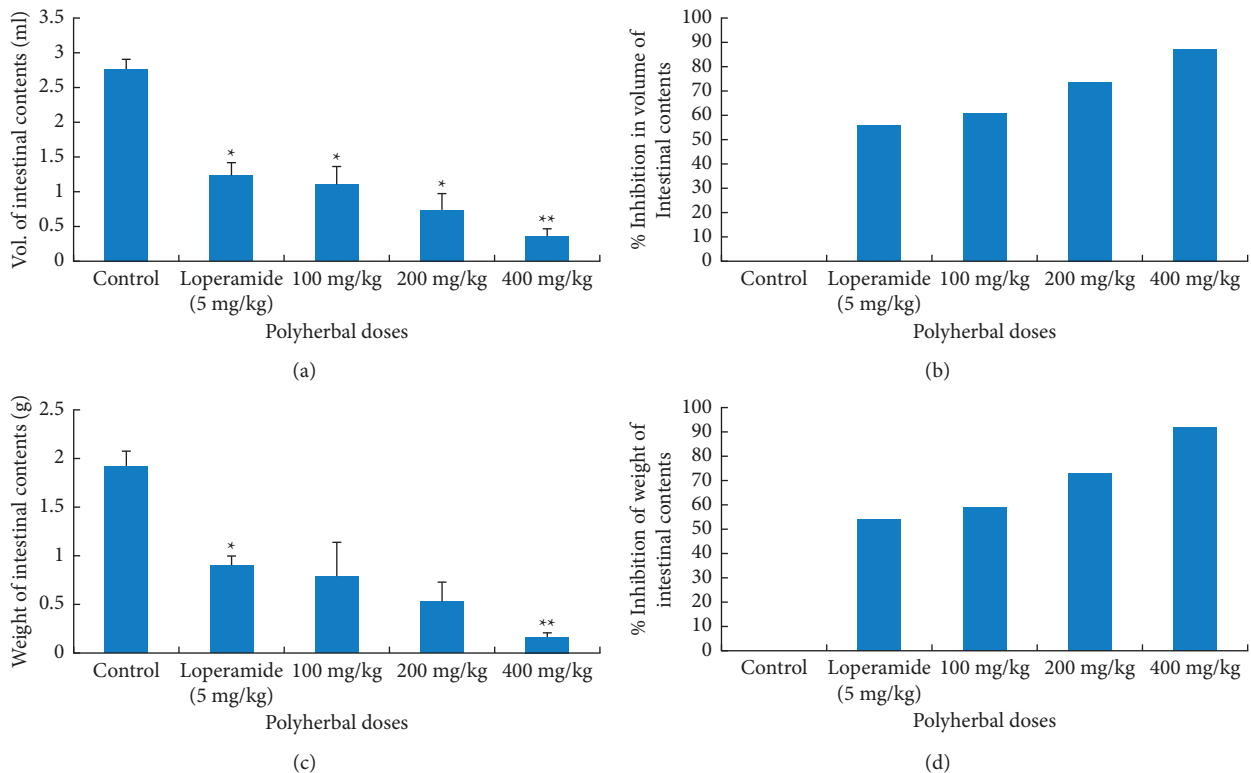 Vol. of intestinal contents (ml)
3.5
3
2.5
2
1.5
1
0.5
0
*
*
*
**
Control
Loperamide
(5 mg/kg)
100 mg/kg
200 mg/kg
400 mg/kg
Polyherbal doses
(a)
% Inhibition in volume of
Intestinal contents
100
90
80
70
60
50
40
30
20
10
0
Control
Loperamide
(5 mg/kg)
100 mg/kg
200 mg/kg
400 mg/kg
Polyherbal doses
(b)
Weight of intestinal contents (g)
2.5
2
1.5
1
0.5
0
*
**
Control
Loperamide
(5 mg/kg)
100 mg/kg
200 mg/kg
400 mg/kg
Polyherbal doses
(c)
% Inhibition of weight of
intestinal contents
100
90
80
70
60
50
40
30
20
10
0
Control
Loperamide
(5 mg/kg)
100 mg/kg
200 mg/kg
400 mg/kg
Polyherbal doses
(d)